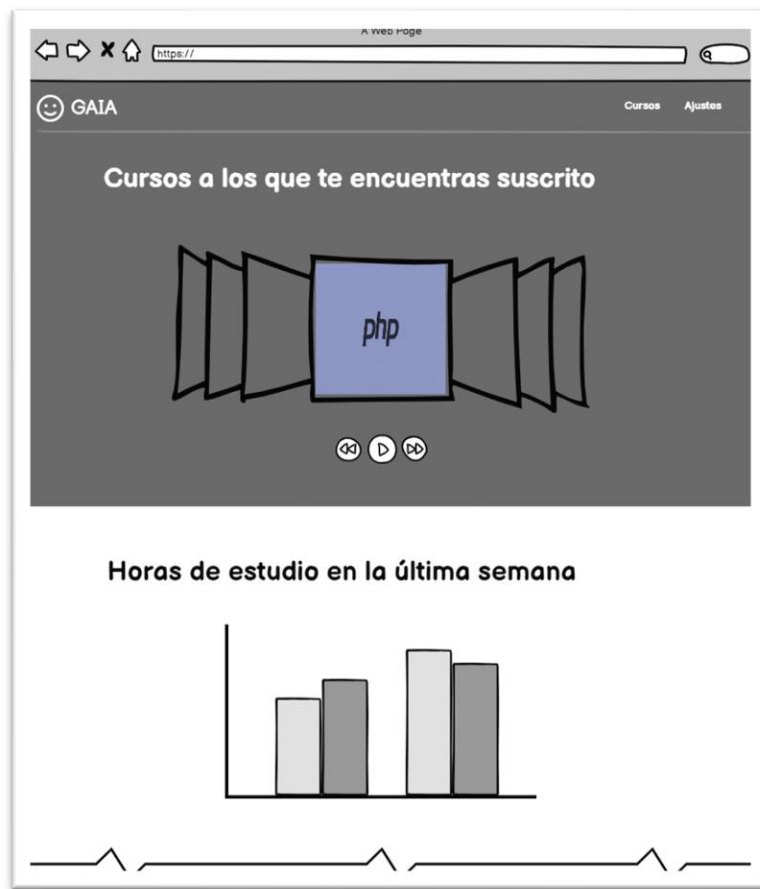 A Web Page
https://
GAIA
Cursos Ajustes
Cursos a los que te encuentras suscrito
php
Horas de estudio en la última semana